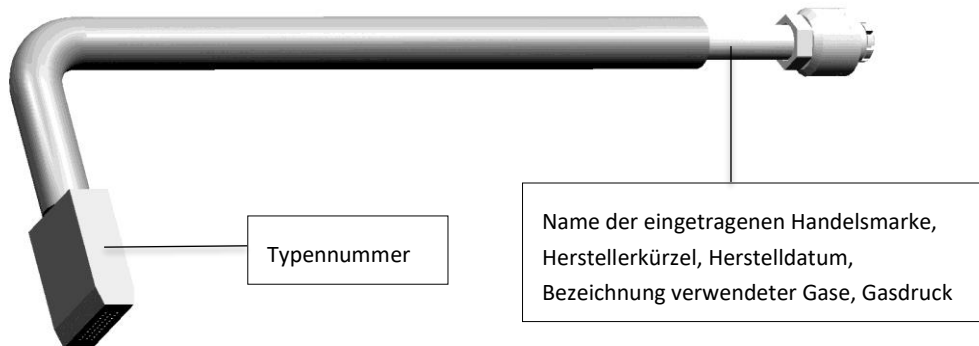 Typennummer
Name der eingetragenen Handelsmarke,
Herstellerkürzel, Herstelldatum,
Bezeichnung verwendeter Gase, Gasdruck